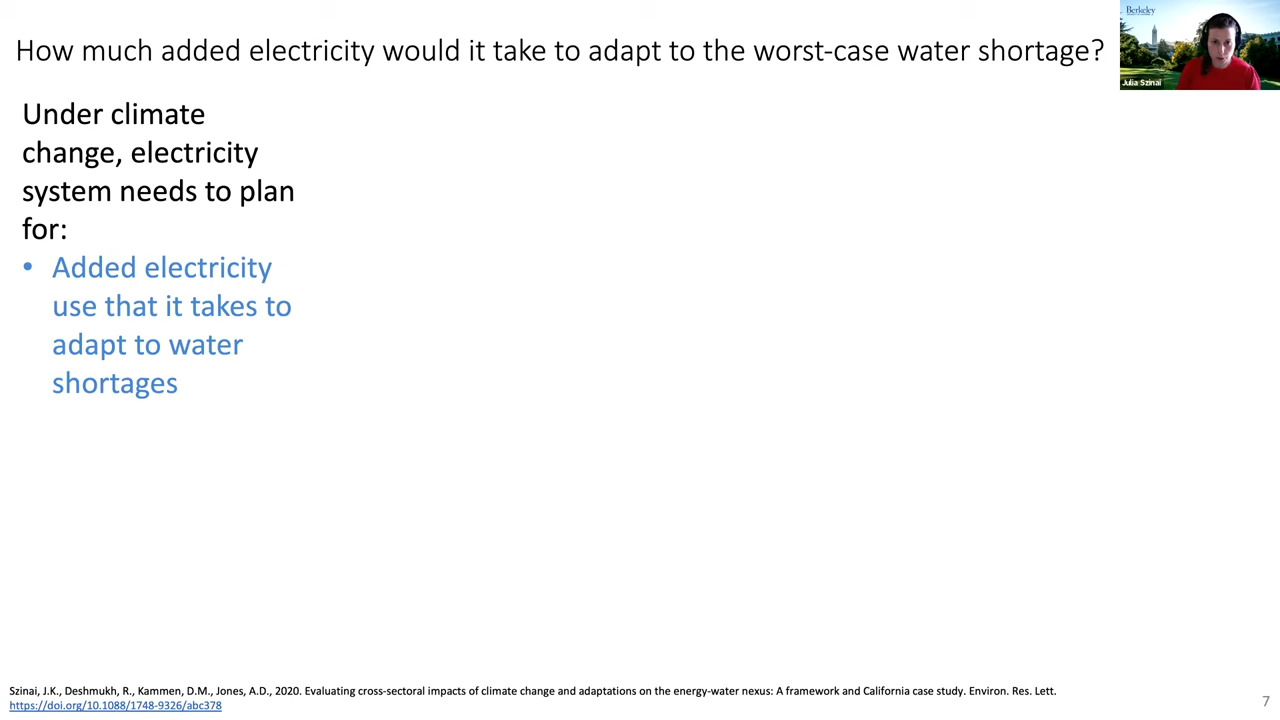 Berkeley
How much added electricity would it take to adapt to the worst-case water shortage?
Julia Szinai
Under climate
change, electricity
system needs to plan
for:
• Added electricity
use that it takes to
adapt to water
shortages
Szinai, J.K., Deshmukh, R., Kammen, D.M., Jones, A.D., 2020. Evaluating cross-sectoral impacts of climate change and adaptations on the energy-water nexus: A framework and California case study. Environ. Res. Lett.
https://doi.org/10.1088/1748-9326/abc378
7